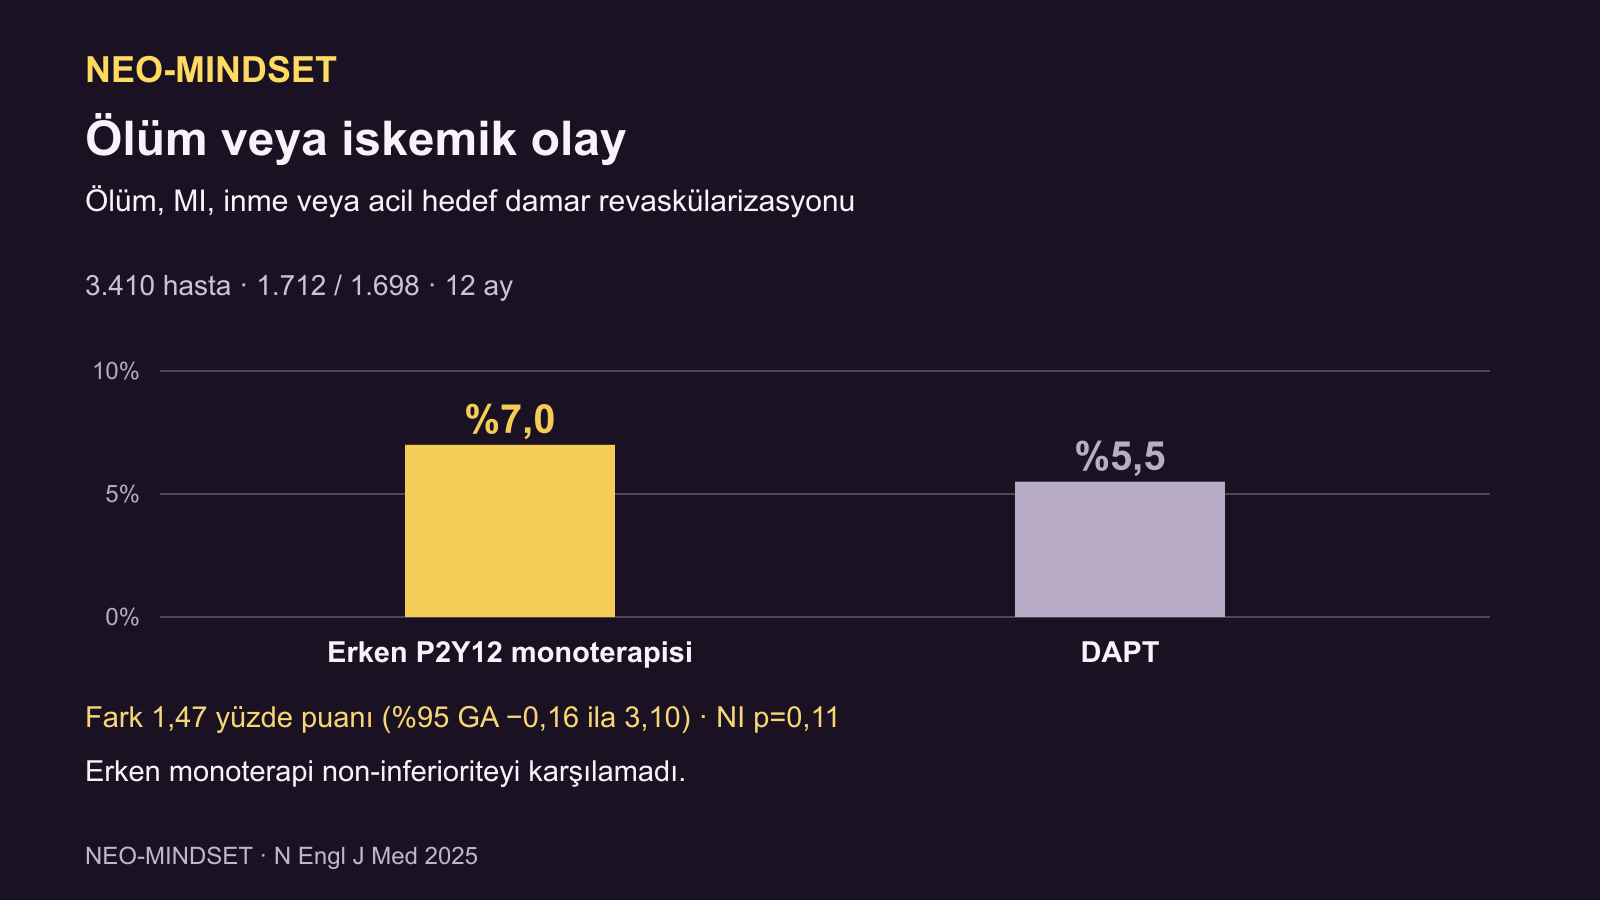 NEO-MINDSET
Ölüm veya iskemik olay
Ölüm, MI, inme veya acil hedef damar revaskülarizasyonu
3.410 hasta · 1.712 / 1.698 · 12 ay
10%
%7,0
%5,5
5%
0%
Erken P2Y12 monoterapisi
DAPT
Fark 1,47 yüzde puanı (%95 GA −0,16 ila 3,10) · NI p=0,11
Erken monoterapi non-inferioriteyi karşılamadı.
NEO-MINDSET · N Engl J Med 2025